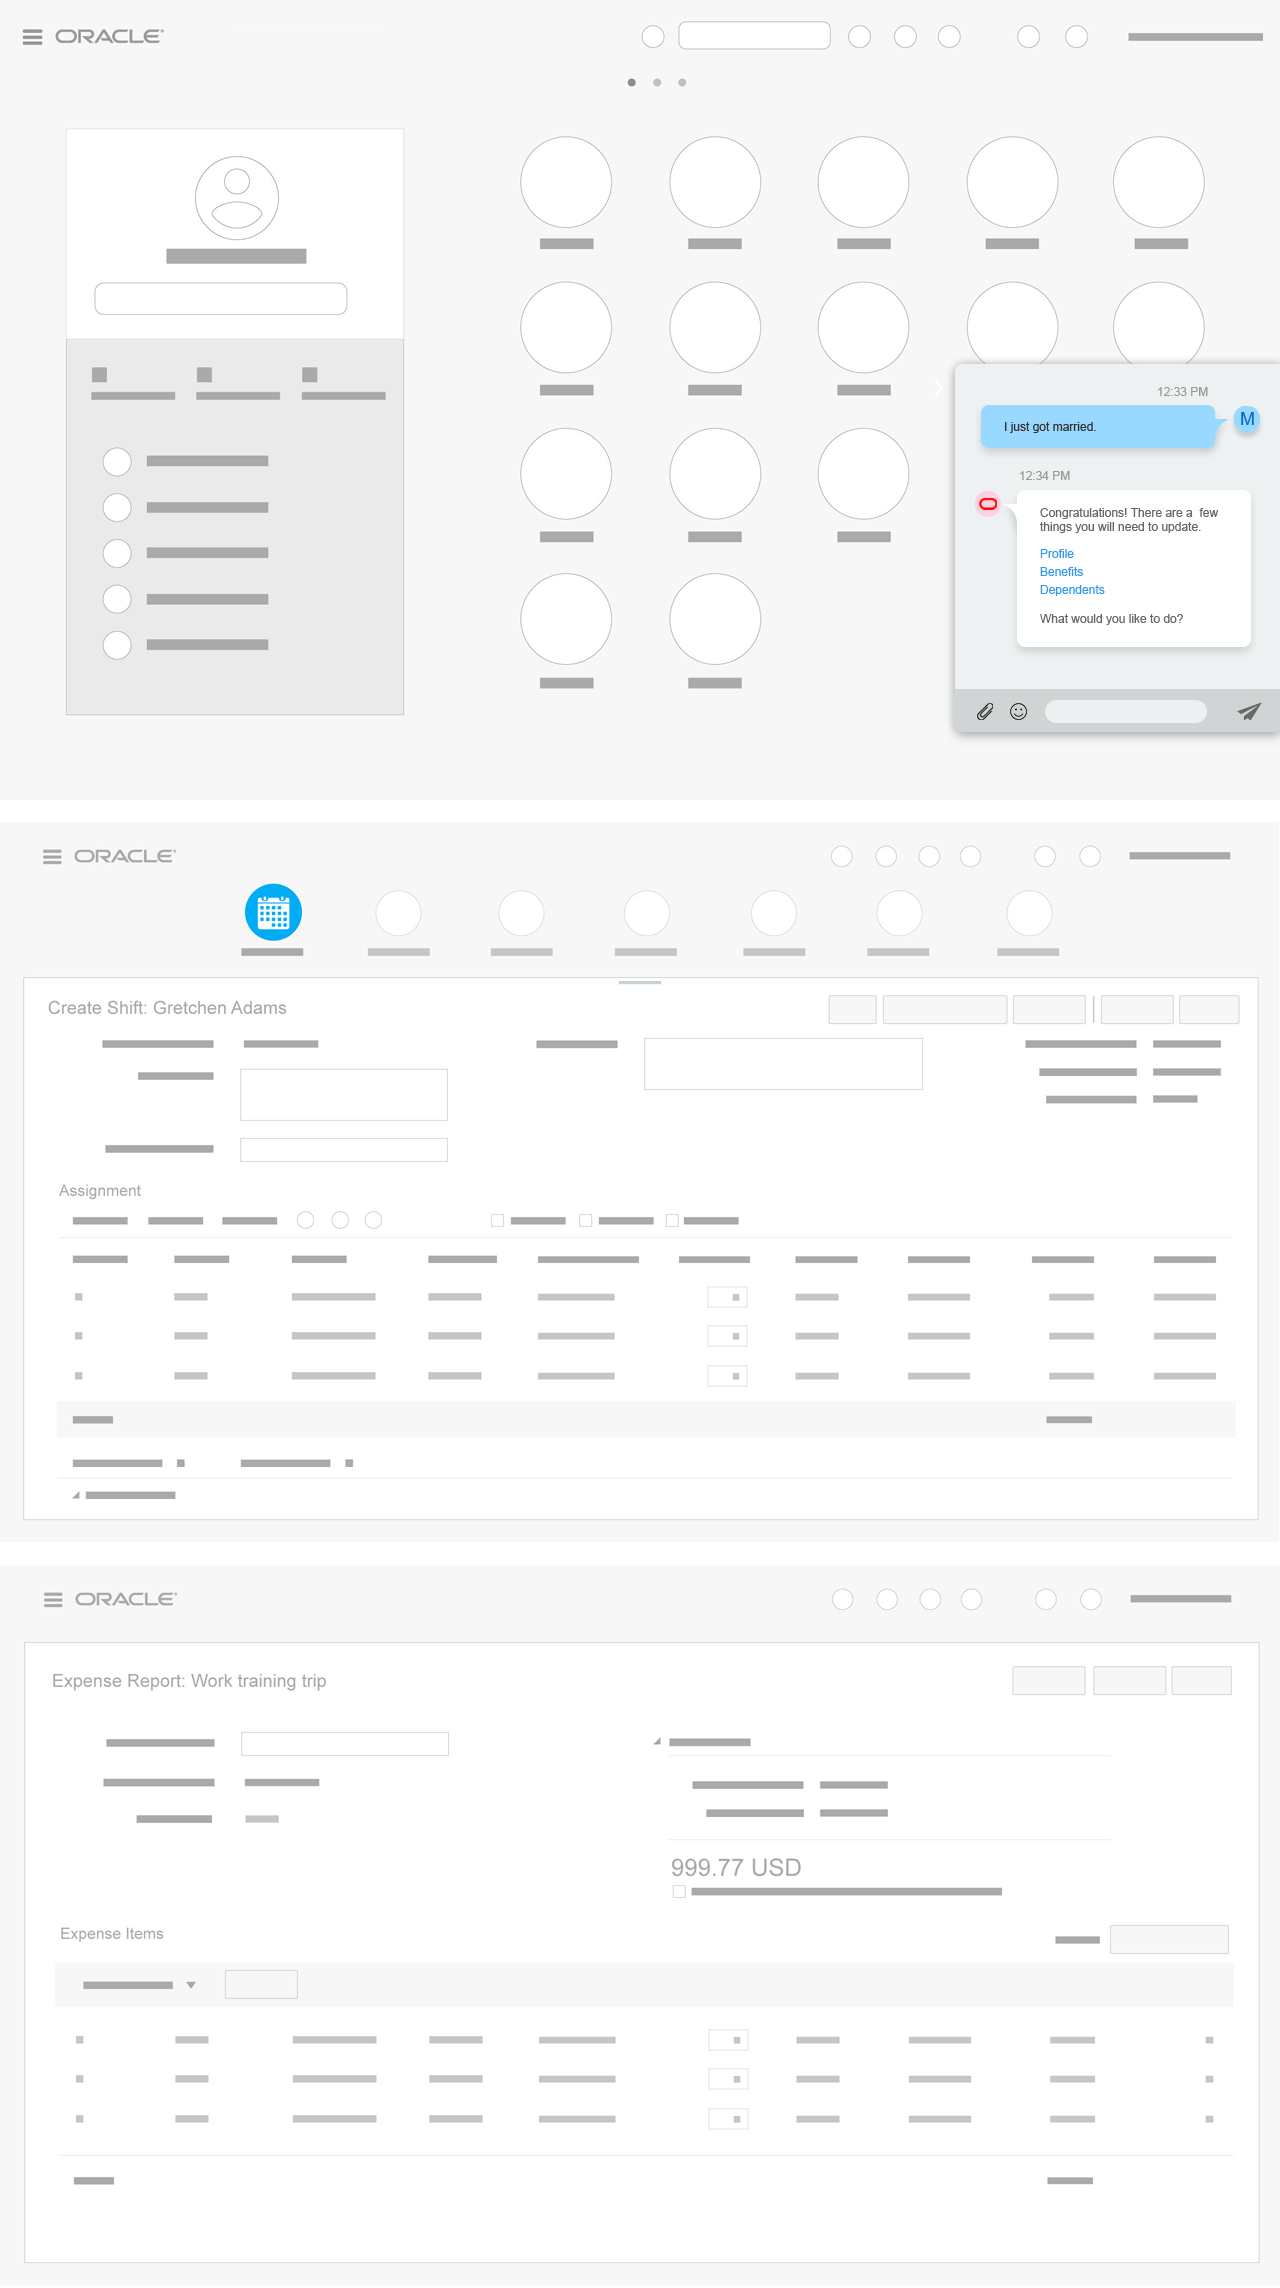 ORACLE
12:33 PM
I just got married.
M
12:34 PM
Congratulations! There are a few
things you will need to update.
Profile
Benefits
Dependents
What would you like to do?
ORACLE
Create Shift: Gretchen Adams
Assignment
ORACLE
Expense Report: Work training trip
999.77 USD
Expense Items